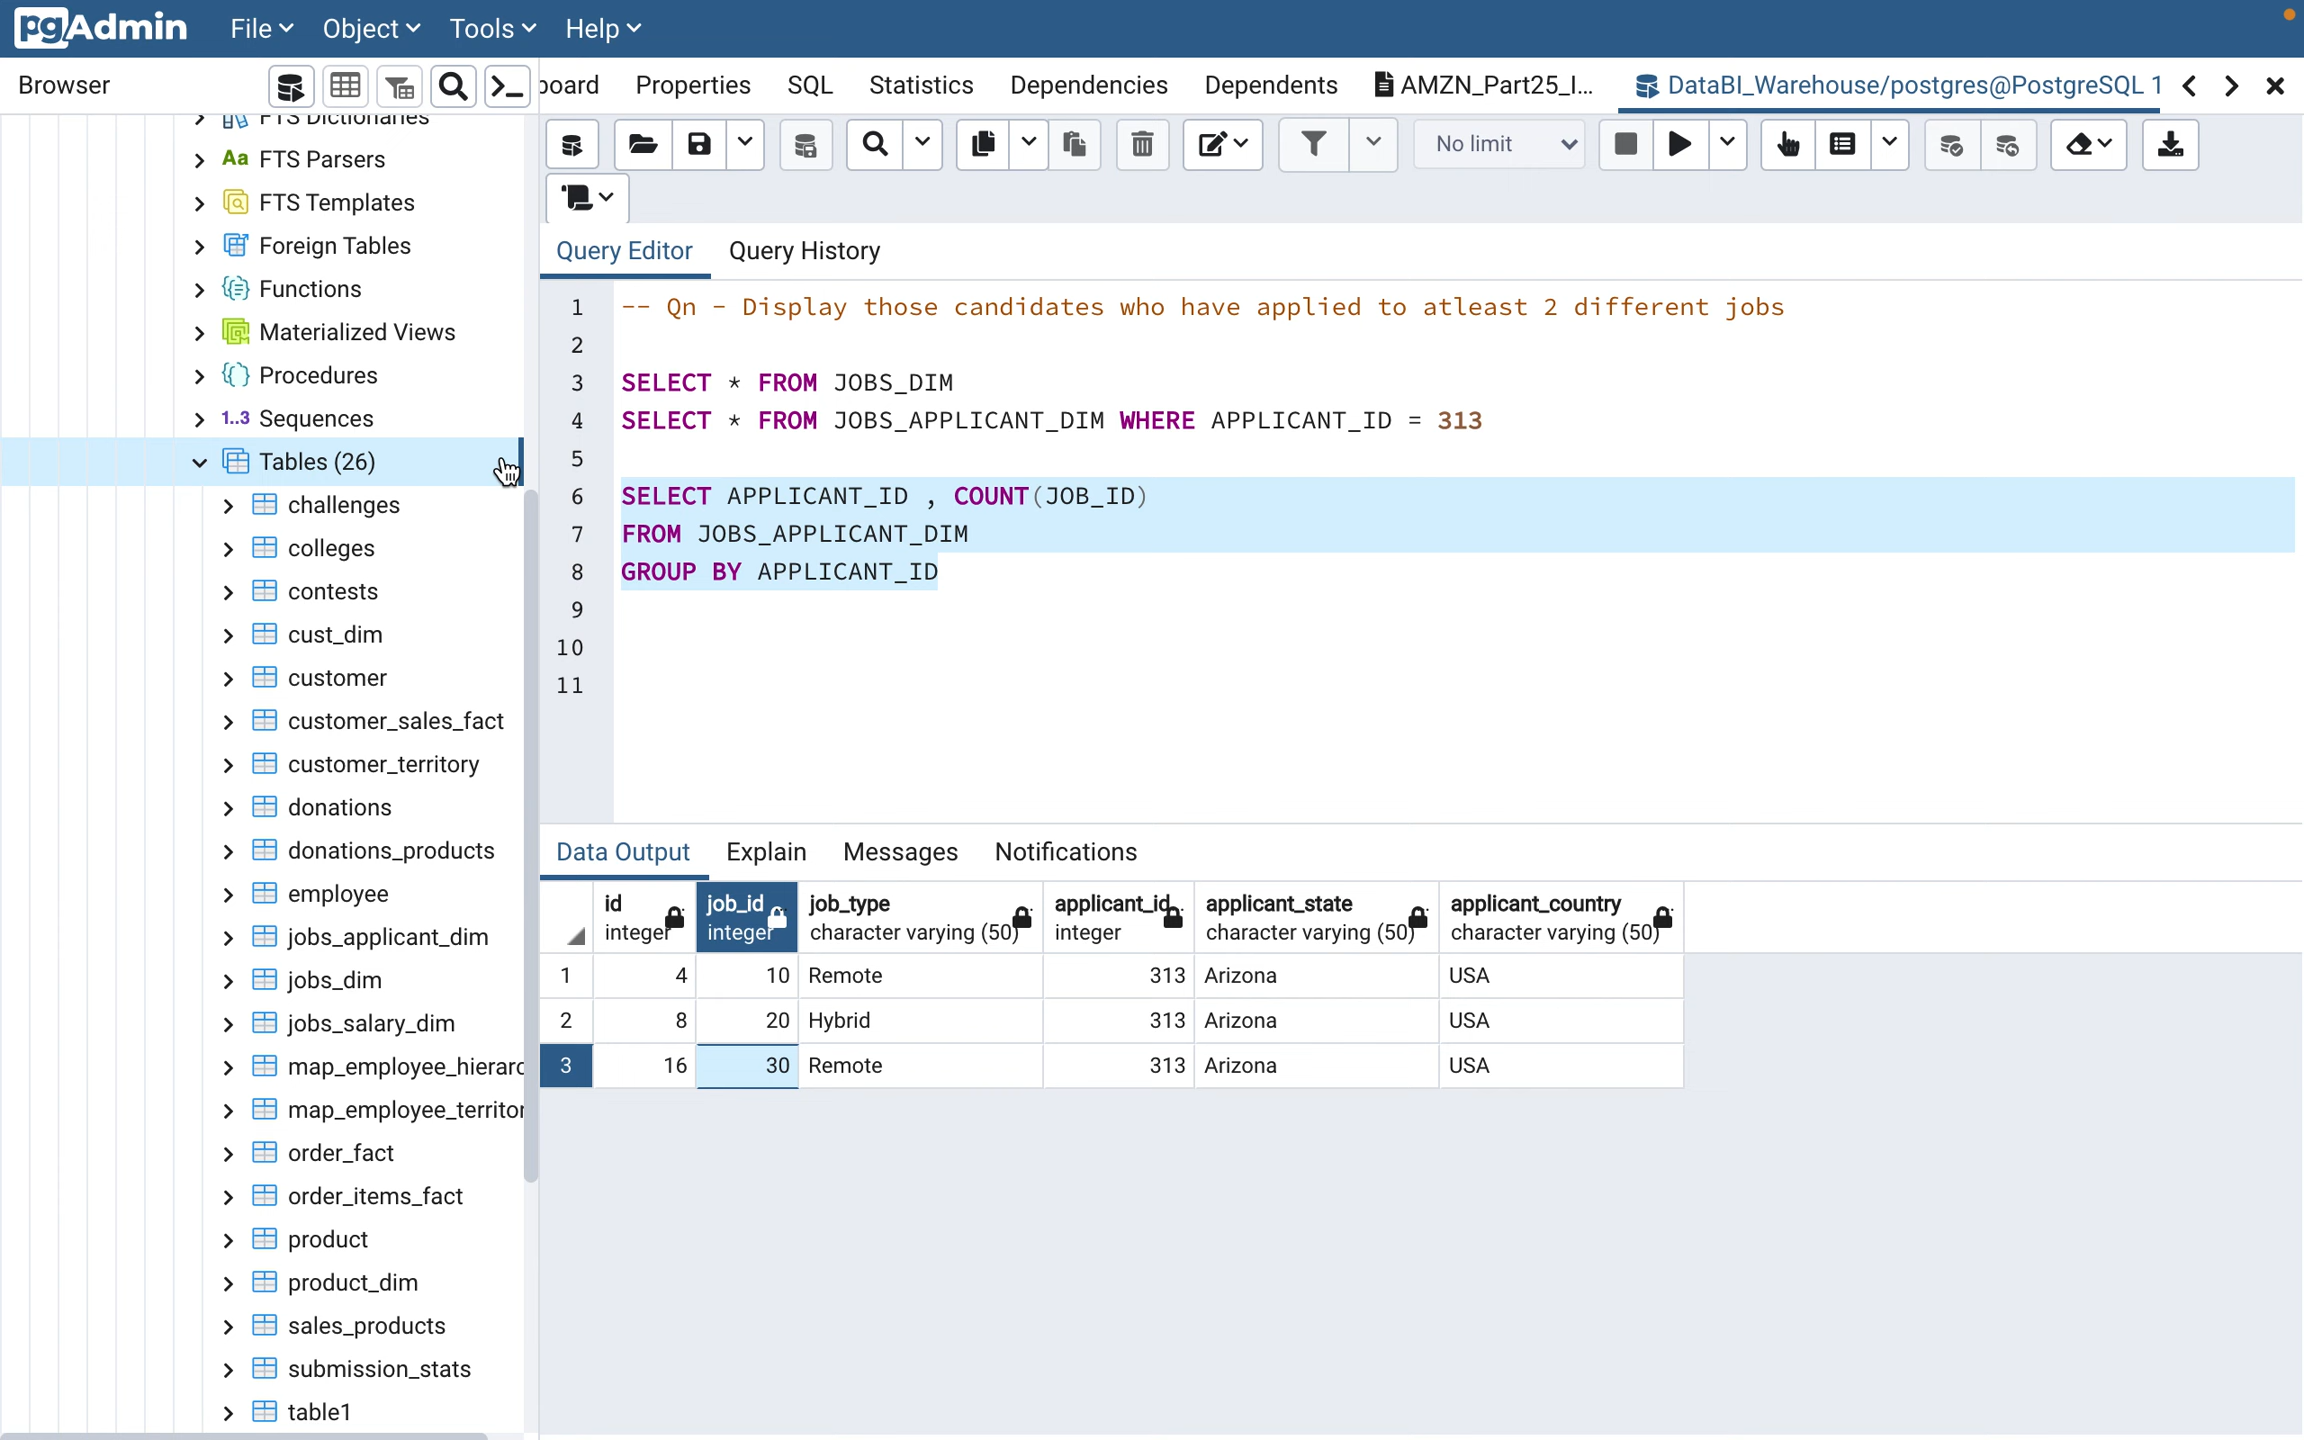 pgAdmin File Object Tools Help
Browser
board Properties SQL Statistics Dependencies Dependents AMZN_Part25_I... DataBI_Warehouse/postgres@PostgreSQL 1
No limit
FTS Dictionaries
Aa FTS Parsers
FTS Templates
Foreign Tables
Functions
Materialized Views
Procedures
1..3 Sequences
Tables (26)
challenges
colleges
contests
cust_dim
customer
customer_sales_fact
customer_territory
donations
donations_products
employee
jobs_applicant_dim
jobs_dim
jobs_salary_dim
map_employee_hierarc
map_employee_territor
order_fact
order_items_fact
product
product_dim
sales_products
submission_stats
table1
Query Editor Query History
1 -- Qn - Display those candidates who have applied to atleast 2 different jobs
2
3 SELECT * FROM JOBS_DIM
4 SELECT * FROM JOBS_APPLICANT_DIM WHERE APPLICANT_ID = 313
5
6 SELECT APPLICANT_ID , COUNT(JOB_ID)
7 FROM JOBS_APPLICANT_DIM
8 GROUP BY APPLICANT_ID
9
10
11
Data Output Explain Messages Notifications
id job_id job_type applicant_id applicant_state applicant_country
integer integer character varying (50) integer character varying (50) character varying (50)
1 4 10 Remote 313 Arizona USA
2 8 20 Hybrid 313 Arizona USA
3 16 30 Remote 313 Arizona USA